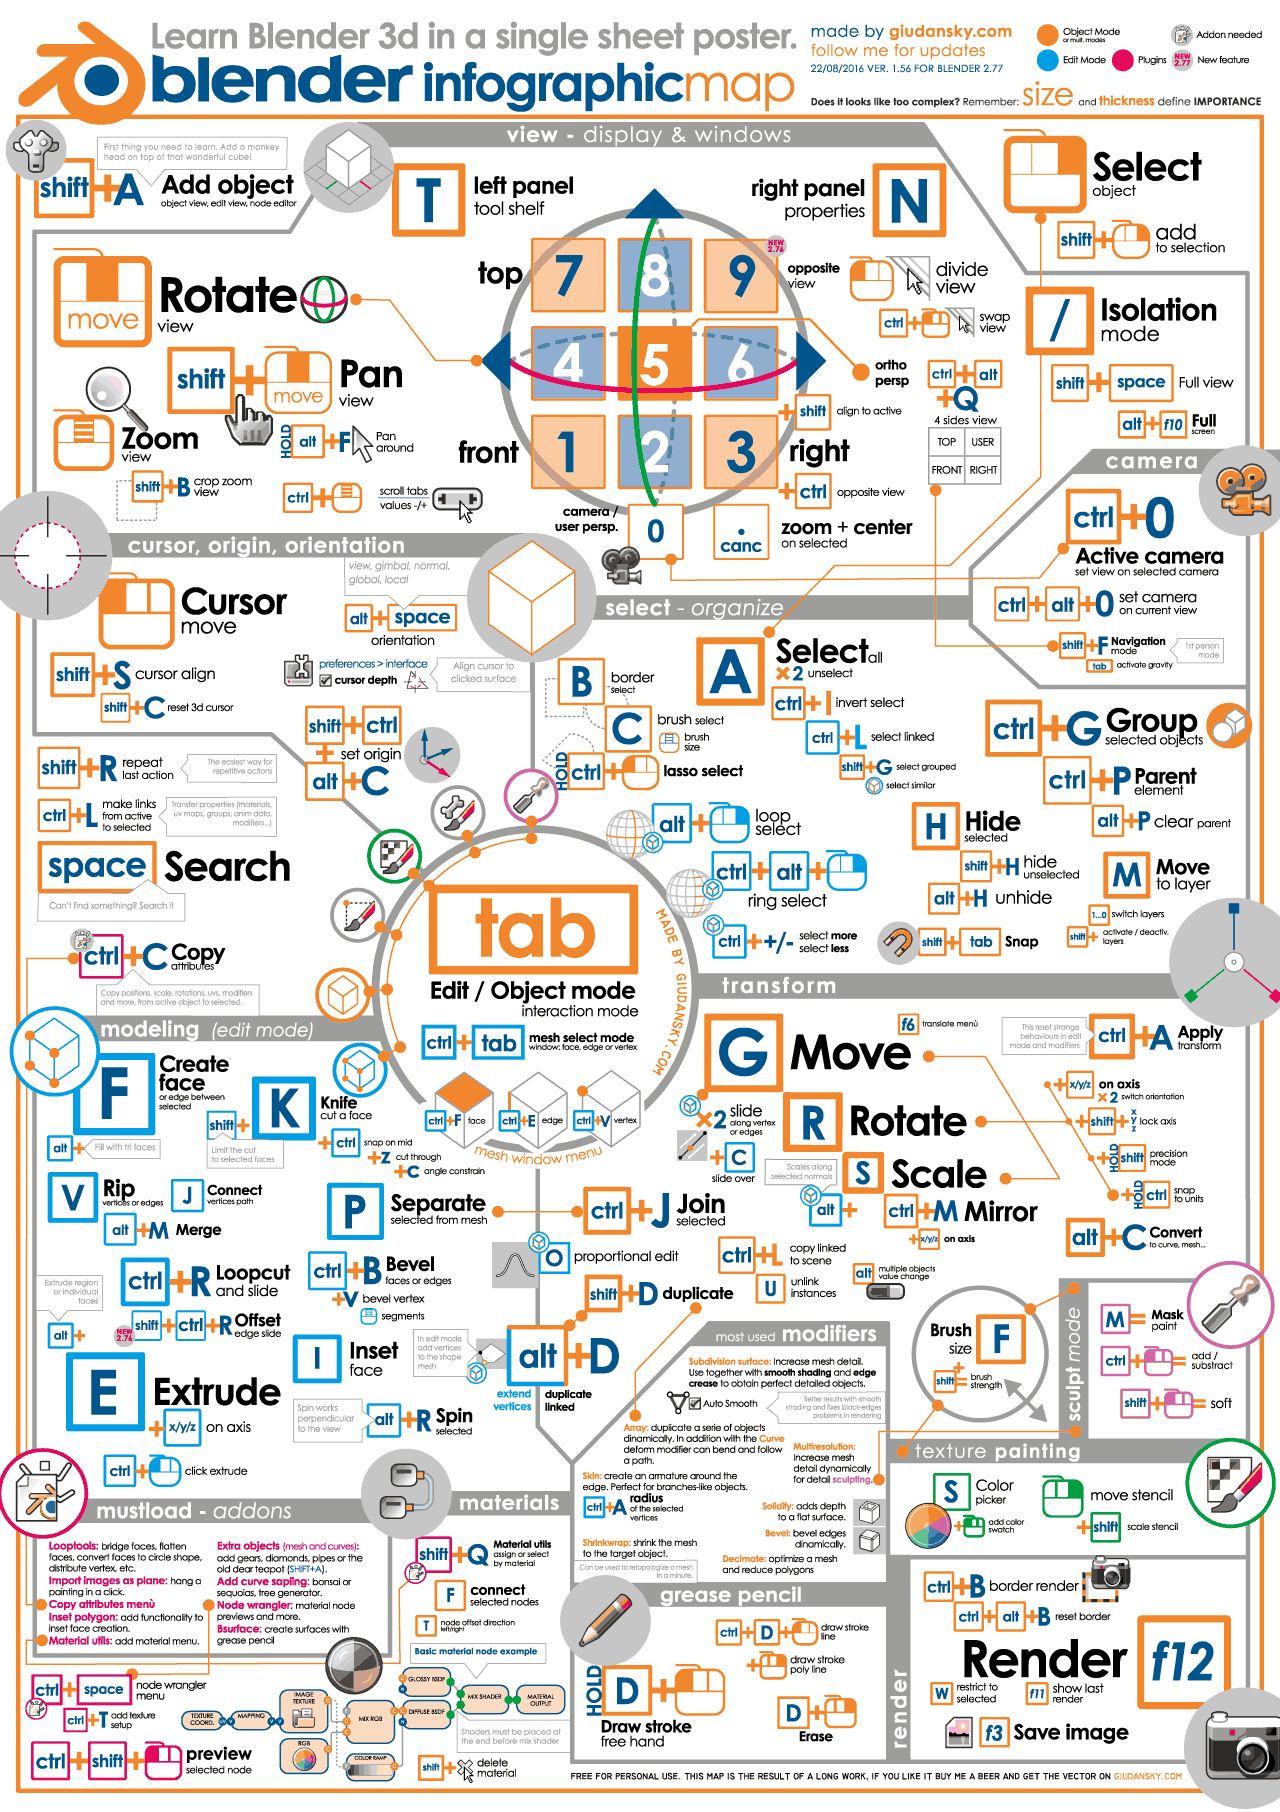 Learn Blender 3d in a single sheet poster.
blender infographicmap
made by giudansky.com
follow me for updates
22/08/2016 VER. 1.56 FOR BLENDER 2.77
Object Mode
or mult. modes
Addon needed
Edit Mode
Plugins
NEW 2.77
New feature
Does it looks like too complex? Remember: size and thickness define IMPORTANCE
view - display & windows
First thing you need to learn. Add a monkey
head on top of that wonderful cube!
shift+A Add object
object view, edit view, node editor
T left panel
tool shelf
right panel
properties N
Select
object
shift+ add
to selection
move
Rotate
view
shift + move
Pan
view
Zoom
view
HOLD alt+F Pan
around
shift+B crop zoom
view
ctrl+
scroll tabs
values -/+
top 7 8 9
NEW 2.76
opposite
view
4 5 6
ortho
persp
1 2 3
front
right
+shift align to active
+ctrl opposite view
camera /
user persp. 0
. canc
zoom + center
on selected
divide
view
ctrl+ swap
view
ctrl+alt
+Q
4 sides view
TOP USER
FRONT RIGHT
/ Isolation
mode
shift+space Full view
alt+f10 Full
screen
camera
ctrl+0
Active camera
set view on selected camera
ctrl+alt+0 set camera
on current view
shift+F Navigation
mode
1st person
mode
tab activate gravity
cursor, origin, orientation
Cursor
move
view, gimbal, normal,
global, local
alt+space
orientation
shift+S cursor align
shift+C reset 3d cursor
preferences > interface
cursor depth
Align cursor to
clicked surface
shift+ctrl
+ set origin
alt+C
shift+R repeat
last action
The easiest way for
repetitive actions
ctrl+L make links
from active
to selected
Transfer properties (materials,
uv maps, groups, anim data,
modifiers...)
space Search
Can't find something? Search it
ctrl+C Copy
attributes
Copy positions, scale, rotations, uvs, modifiers
and more, from active object to selected.
select - organize
B border
select
C brush select
brush
size
HOLD ctrl+ lasso select
A Select all
×2 unselect
ctrl+I invert select
ctrl+L select linked
shift+G select grouped
select similar
alt+ loop
select
ctrl+alt+
ring select
ctrl++/- select more
select less
ctrl+G Group
selected objects
ctrl+P Parent
element
alt+P clear parent
H Hide
selected
shift+H hide
unselected
alt+H unhide
M Move
to layer
1...0 switch layers
shift+ activate / deactiv.
layers
shift+tab Snap
tab
Edit / Object mode
interaction mode
ctrl+tab mesh select mode
window: face, edge or vertex
ctrl+F face
ctrl+E edge
ctrl+V vertex
mesh window menu
MADE BY GIUDANSKY.COM
modeling (edit mode)
F Create
face
or edge between
selected
alt+ Fill with tri faces
K Knife
cut a face
shift+
Limit the cut
to selected faces
+ctrl snap on mid
+Z cut through
+C angle constrain
V Rip
vertices or edges
J Connect
vertices path
alt+M Merge
P Separate
selected from mesh
ctrl+R Loopcut
and slide
Extrude region
or individual
faces
alt+
NEW 2.76
shift+ctrl+R Offset
edge slide
ctrl+B Bevel
faces or edges
+V bevel vertex
segments
E Extrude
+x/y/z on axis
I Inset
face
Spin works
perpendicular
to the view
alt+R Spin
selected
ctrl+ click extrude
transform
G Move
f6 translate menù
This reset strange
behaviours in edit
mode and modifiers
ctrl+A Apply
transform
×2 slide
along vertex
or edges
+C
slide over
R Rotate
S Scale
Scales along
selected normals
alt+
ctrl+M Mirror
+x/y/z on axis
+x/y/z on axis
×2 switch orientation
+shift+ x y z lock axis
+HOLD shift precision
mode
+HOLD ctrl snap
to units
alt+C Convert
to curve, mesh...
ctrl+J Join
selected
O proportional edit
ctrl+L copy linked
to scene
U unlink
instances
alt multiple objects
value change
shift+D duplicate
In edit mode
add vertices
to the shape
mesh
alt+D
extend
vertices
duplicate
linked
most used modifiers
Subdivision surface: Increase mesh detail.
Use together with smooth shading and edge
crease to obtain perfect detailed objects.
Auto Smooth
Better results with smooth
shading and fixes black-edges
problems in rendering
Array: duplicate a serie of objects
dinamically. In addition with the Curve
deform modifier can bend and follow
a path.
Multiresolution:
Increase mesh
detail dynamically
for detail sculpting.
Skin: create an armature around the
edge. Perfect for branches-like objects.
ctrl+A radius
of the selected
vertices
Solidify: adds depth
to a flat surface.
Bevel: bevel edges
dinamically.
Shrinkwrap: shrink the mesh
to the target object.
Can be used to retopologize a mesh
in a minute.
Decimate: optimize a mesh
and reduce polygons
Brush
size F
shift+ brush
strength
sculpt mode
M Mask
paint
ctrl+ add /
substract
shift+ soft
texture painting
S Color
picker
+ add color
swatch
move stencil
+shift scale stencil
mustload - addons
Looptools: bridge faces, flatten
faces, convert faces to circle shape,
distribute vertex, etc.
Import images as plane: hang a
painting in a click.
Copy attributes menù
Inset polygon: add functionality to
inset face creation.
Material utils: add material menu.
Extra objects (mesh and curves):
add gears, diamonds, pipes or the
old dear teapot (SHIFT+A).
Add curve sapling: bonsai or
sequoias, tree generator.
Node wrangler: material node
previews and more.
Bsurface: create surfaces with
grease pencil
materials
shift+Q Material utils
assign or select
by material
F connect
selected nodes
T node offset direction
left/right
Basic material node example
ctrl+space node wrangler
menu
ctrl+T add texture
setup
ctrl+shift+ preview
selected node
TEXTURE
COORD.
MAPPING
IMAGE
TEXTURE
RGB
MIX RGB
COLOR RAMP
GLOSSY BSDF
DIFFUSE BSDF
MIX SHADER
MATERIAL
OUTPUT
Shaders must be placed at
the end before mix shader
shift+X delete
material
grease pencil
HOLD D+
Draw stroke
free hand
ctrl+D+ draw stroke
line
+ draw stroke
poly line
D+
Erase
render
ctrl+B border render
ctrl+alt+B reset border
Render f12
W restrict to
selected
f11 show last
render
f3 Save image
FREE FOR PERSONAL USE. THIS MAP IS THE RESULT OF A LONG WORK, IF YOU LIKE IT BUY ME A BEER AND GET THE VECTOR ON GIUDANSKY.COM